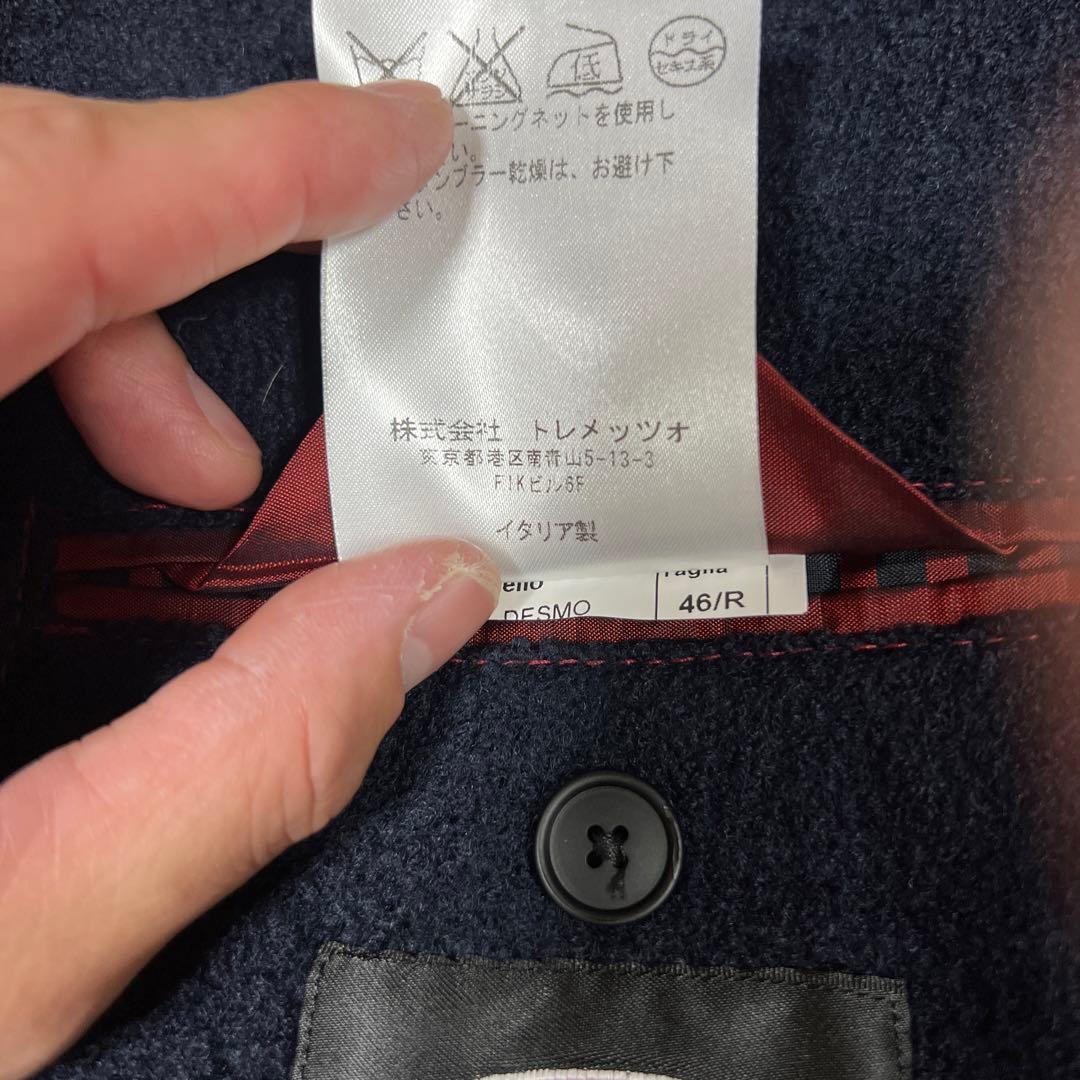 低
ドライ
セキユ系
ーニングネットを使用し
い。
ンブラー乾燥は、お避け下
さい。
株式会社 トレメッツォ
東京都港区南青山5-13-3
FIKビル6F
イタリア製
ello Taglia
DESMO 46/R